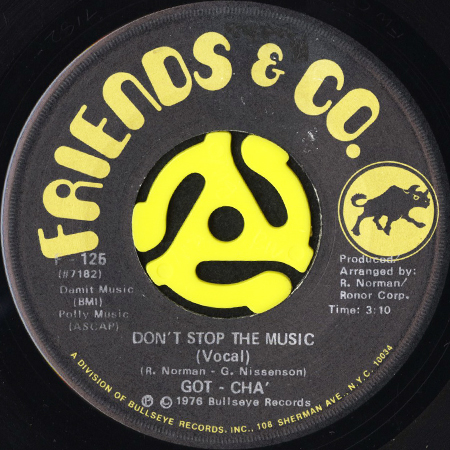 FRIENDS & CO.
F - 125
(#7182)
Damit Music
(BMI)
Polly Music
(ASCAP)
Produced/
Arranged by:
R. Norman/
Ronor Corp.
Time: 3:10
DON'T STOP THE MUSIC
(Vocal)
(R. Norman - G. Nissenson)
GOT - CHA'
Ⓟ © 1976 Bullseye Records
A DIVISION OF BULLSEYE RECORDS, INC., 108 SHERMAN AVE., N.Y.C. 10034